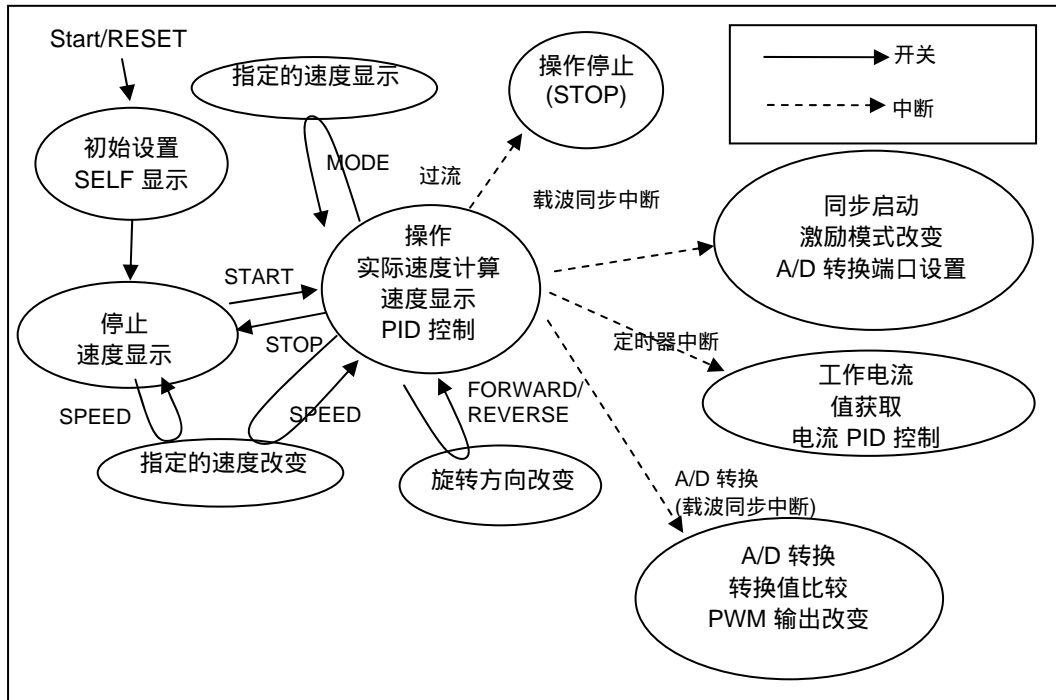 Start/RESET
指定的速度显示
操作停止
(STOP)
开关
中断
初始设置
SELF 显示
MODE
过流
载波同步中断
同步启动
激励模式改变
A/D 转换端口设置
操作
实际速度计算
速度显示
PID 控制
START
停止
速度显示
STOP
定时器中断
工作电流
值获取
电流 PID 控制
SPEED
SPEED
FORWARD/
REVERSE
指定的速度改变
旋转方向改变
A/D 转换
(载波同步中断)
A/D 转换
转换值比较
PWM 输出改变